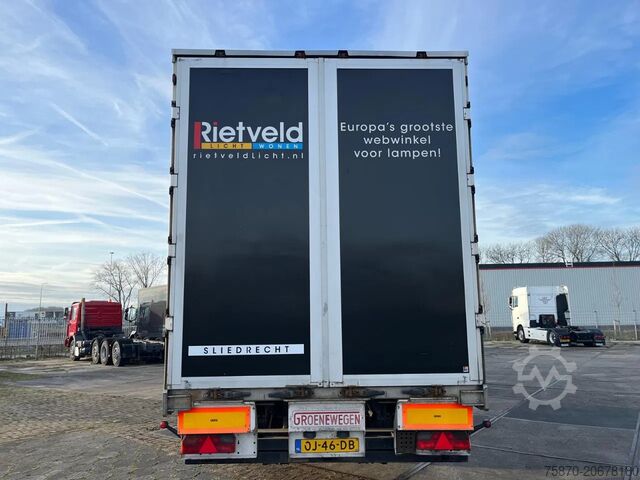 Rietveld
LICHT WONEN
rietveldlicht.nl
Europa's grootste
webwinkel
voor lampen!
SLIEDRECHT
GROENEWEGEN
OJ-46-DB
75870-20678180